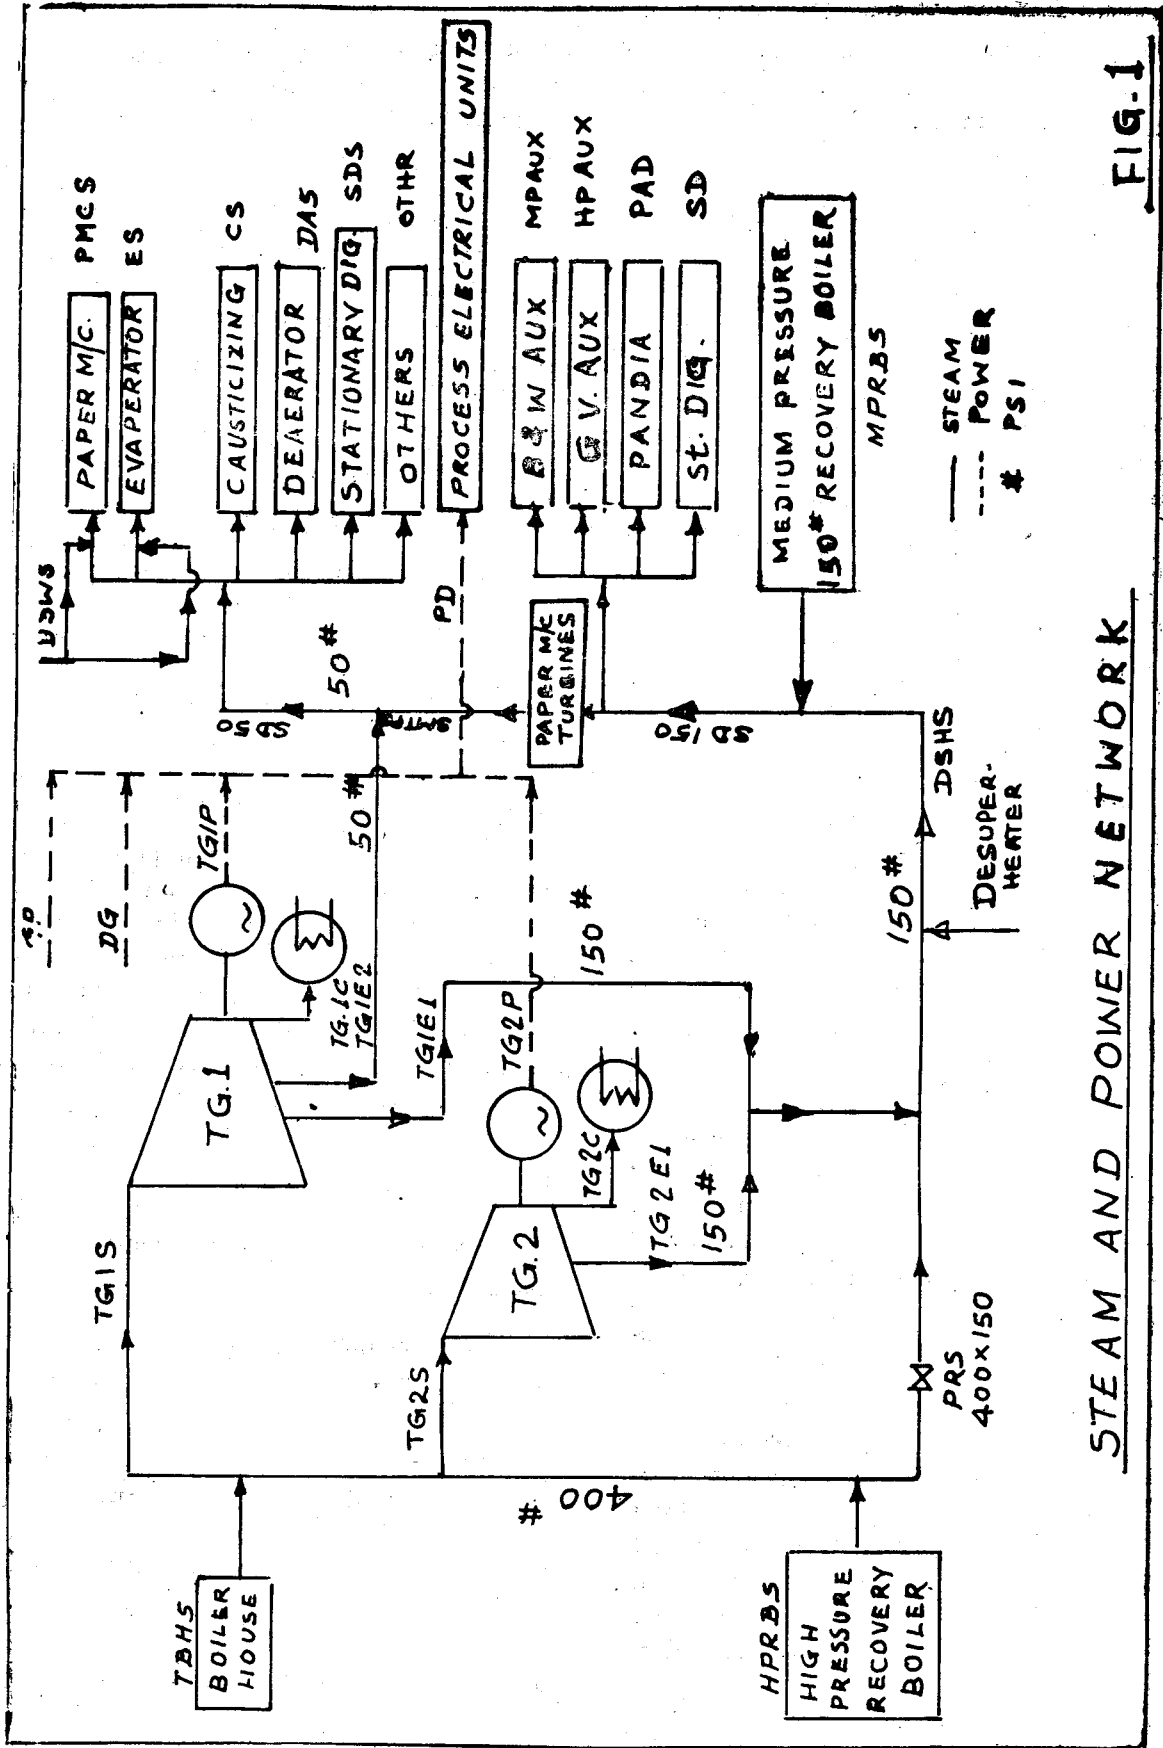 TBHS
BOILER
HOUSE
HPRBS
HIGH
PRESSURE
RECOVERY
BOILER
400 #
TG1S
TG2S
PRS
400×150
TG.1
TG.2
TG.1C
TG1E2
50#
TG1E1
150#
TG2C
TG2E1
150#
TG1P
TG2P
DG
150#
DESUPER-
HEATER
DSHS
SD150
SD50
50#
PD
PAPER M/C
TURBINES
PAPER M/C. PMCS
EVAPERATOR ES
CAUSTICIZING CS
DEAERATOR DAS
STATIONARY DIG. SDS
OTHERS OTHR
PROCESS ELECTRICAL UNITS
B&W AUX MPAUX
G.V. AUX HPAUX
PANDIA PAD
St. DIG. SD
MEDIUM PRESSURE
150# RECOVERY BOILER
MPRBS
STEAM
POWER
# PSI
STEAM AND POWER NETWORK
FIG.1